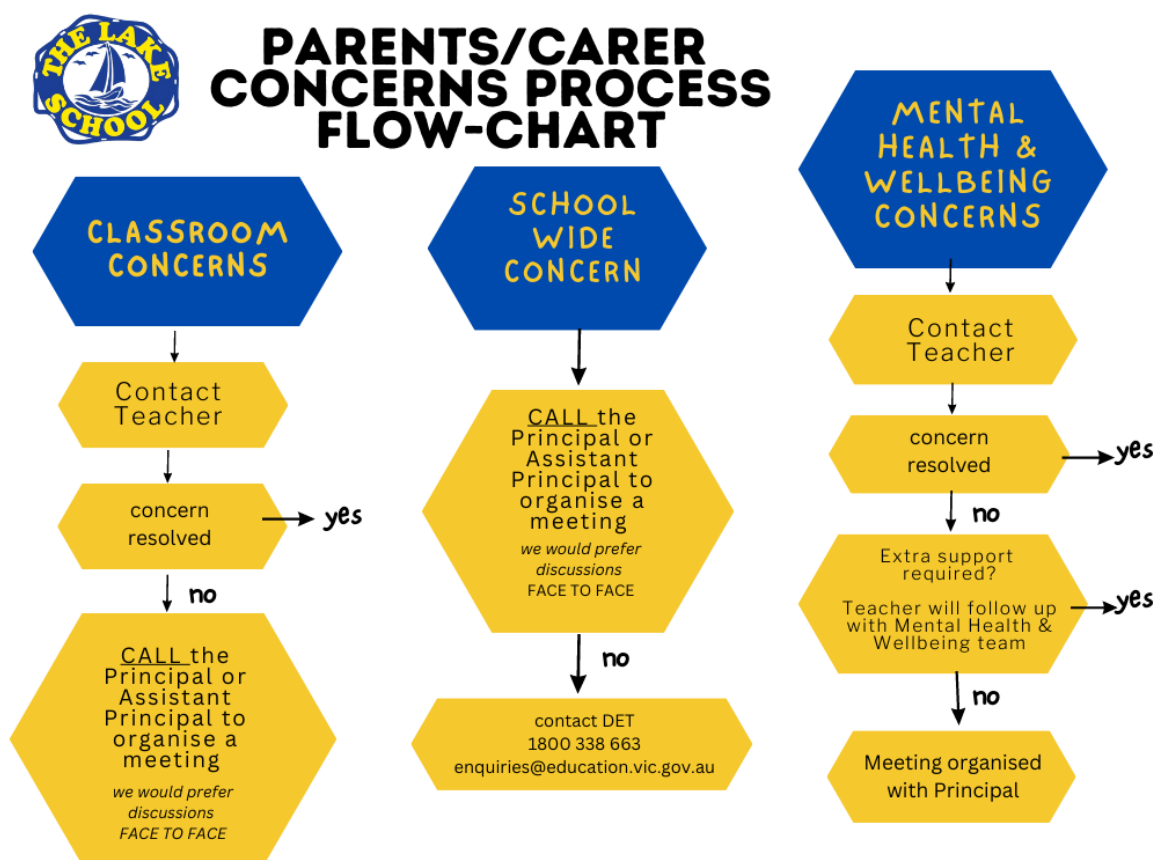 THE LAKE
SCHOOL
PARENTS/CARER
CONCERNS PROCESS
FLOW-CHART
CLASSROOM
CONCERNS
Contact
Teacher
concern
resolved
yes
no
CALL the
Principal or
Assistant
Principal to
organise a
meeting
we would prefer
discussions
FACE TO FACE
SCHOOL
WIDE
CONCERN
CALL the
Principal or
Assistant
Principal to
organise a
meeting
we would prefer
discussions
FACE TO FACE
no
contact DET
1800 338 663
enquiries@education.vic.gov.au
MENTAL
HEALTH &
WELLBEING
CONCERNS
Contact
Teacher
concern
resolved
yes
no
Extra support
required?
Teacher will follow up
with Mental Health &
Wellbeing team
yes
no
Meeting organised
with Principal